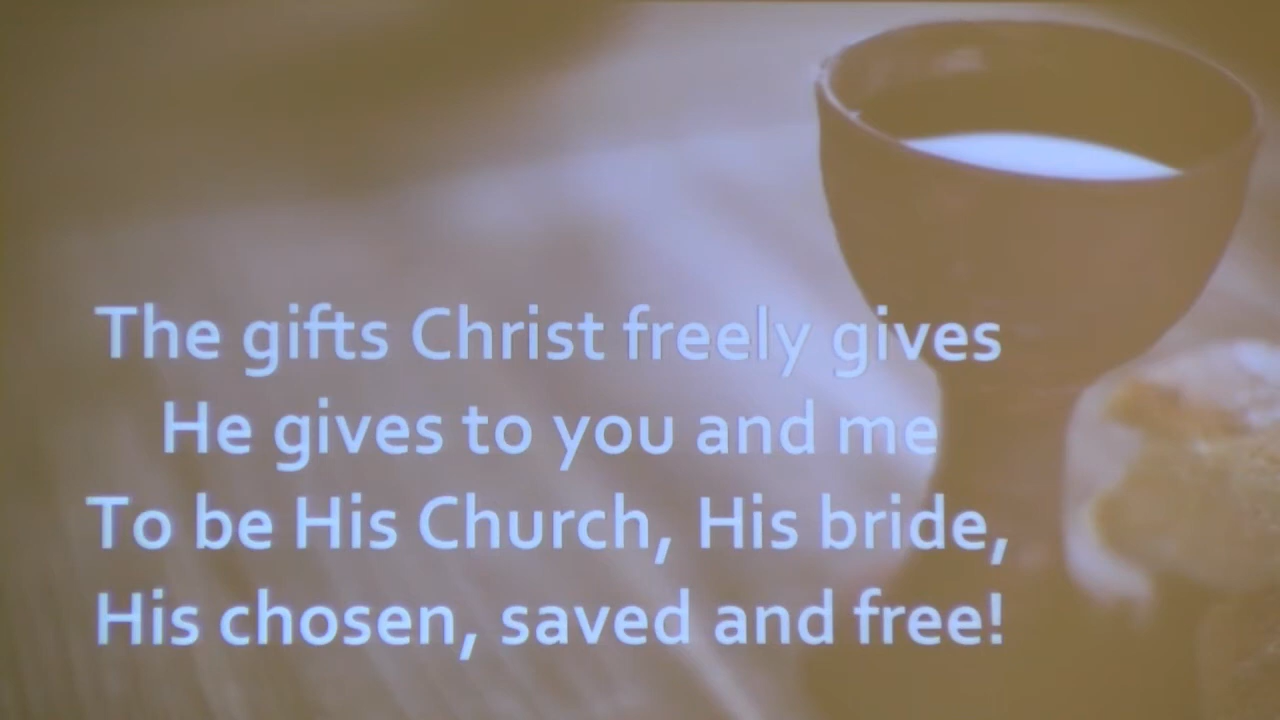 The gifts Christ freely gives
He gives to you and me
To be His Church, His bride,
His chosen, saved and free!